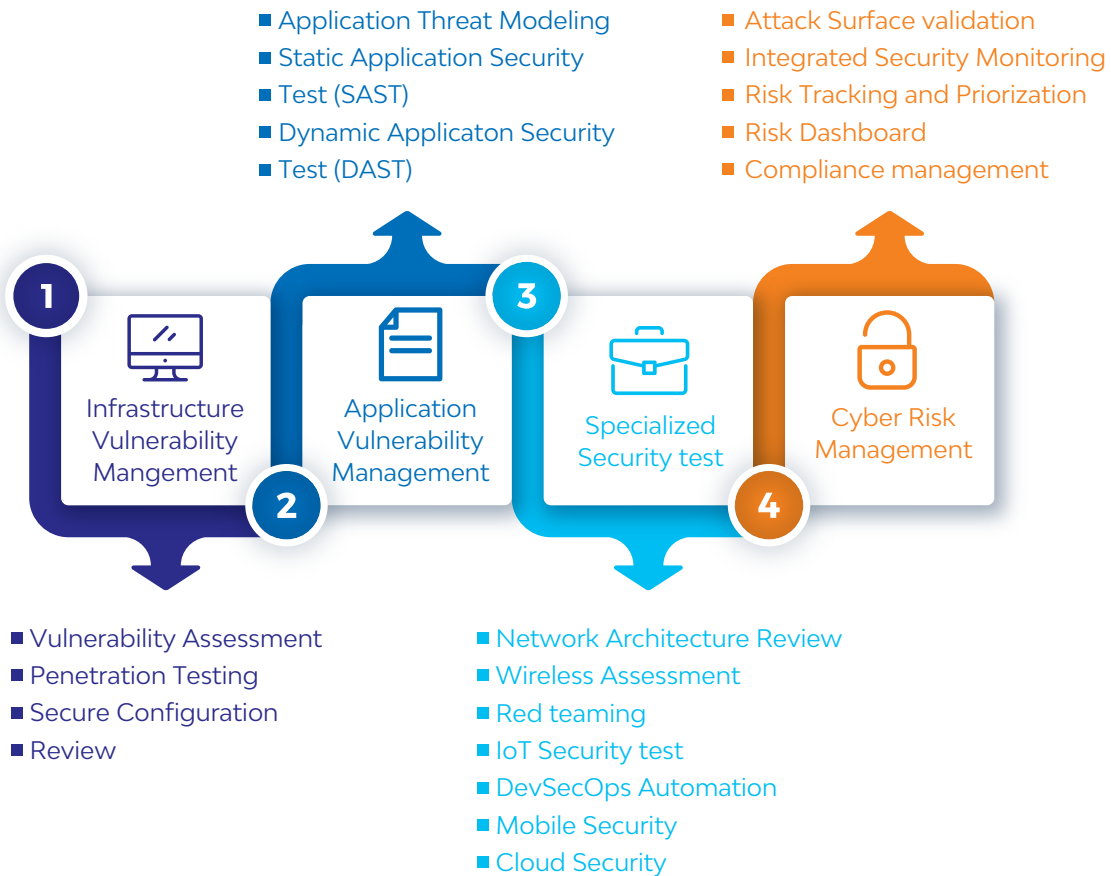 Application Threat Modeling
Static Application Security
Test (SAST)
Dynamic Applicaton Security
Test (DAST)
Attack Surface validation
Integrated Security Monitoring
Risk Tracking and Priorization
Risk Dashboard
Compliance management
1
Infrastructure
Vulnerability
Mangement
2
Application
Vulnerability
Management
3
Specialized
Security test
4
Cyber Risk
Management
Vulnerability Assessment
Penetration Testing
Secure Configuration
Review
Network Architecture Review
Wireless Assessment
Red teaming
IoT Security test
DevSecOps Automation
Mobile Security
Cloud Security